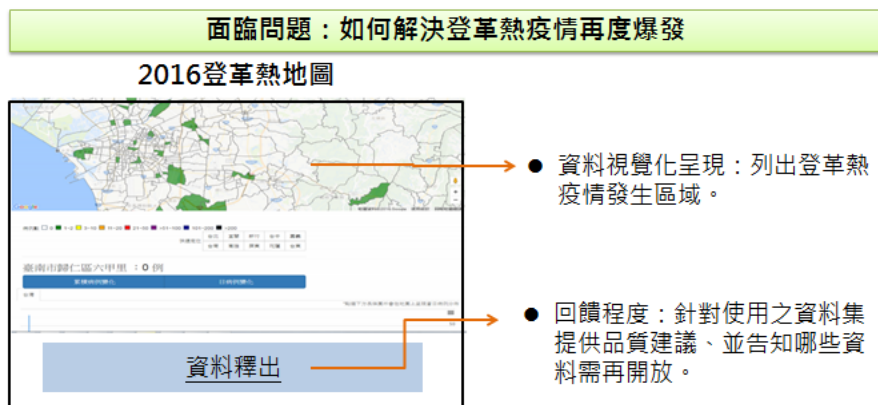 面臨問題：如何解決登革熱疫情再度爆發
2016登革熱地圖
● 資料視覺化呈現：列出登革熱
疫情發生區域。
臺南市歸仁區六甲里 ：0 例
● 回饋程度：針對使用之資料集
提供品質建議、並告知哪些資
料需再開放。
資料釋出